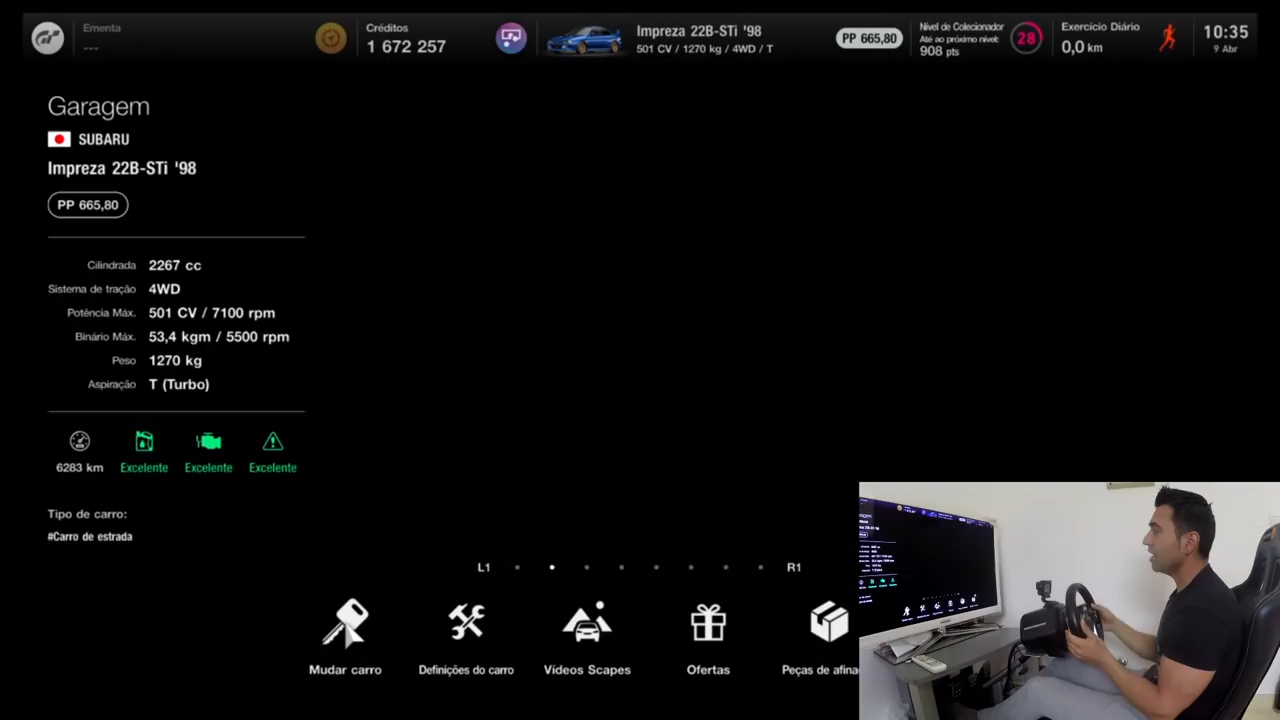 Ementa
---
Créditos
1 672 257
Impreza 22B-STi '98
501 CV / 1270 kg / 4WD / T
PP 665,80
Nível de Colecionador
Até ao próximo nível:
908 pts
28
Exercício Diário
0,0 km
10:35
9 Abr
Garagem
SUBARU
Impreza 22B-STi '98
PP 665,80
Cilindrada 2267 cc
Sistema de tração 4WD
Potência Máx. 501 CV / 7100 rpm
Binário Máx. 53,4 kgm / 5500 rpm
Peso 1270 kg
Aspiração T (Turbo)
6283 km Excelente Excelente Excelente
Tipo de carro:
#Carro de estrada
L1 R1
Mudar carro Definições do carro Vídeos Scapes Ofertas Peças de afina